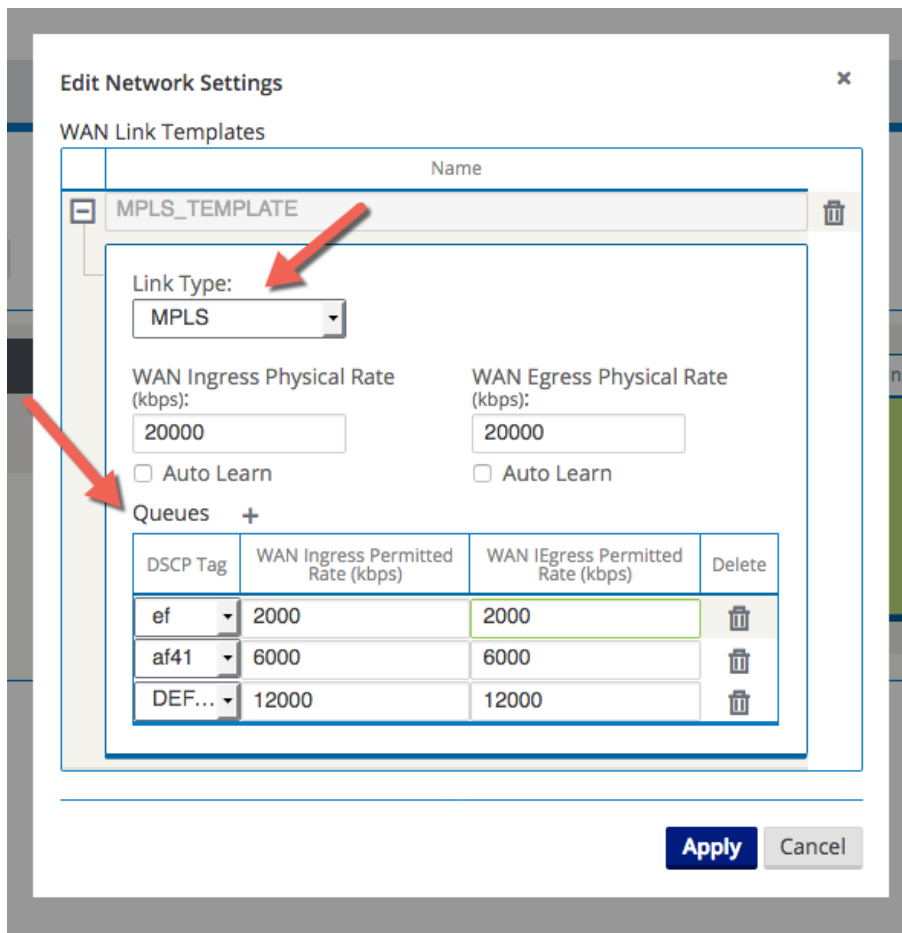 Edit Network Settings
WAN Link Templates
Name
MPLS_TEMPLATE
Link Type:
MPLS
WAN Ingress Physical Rate
(kbps):
WAN Egress Physical Rate
(kbps):
20000
20000
Auto Learn
Auto Learn
Queues +
DSCP Tag
WAN Ingress Permitted
Rate (kbps)
WAN IEgress Permitted
Rate (kbps)
Delete
ef 2000 2000
af41 6000 6000
DEF... 12000 12000
Apply Cancel